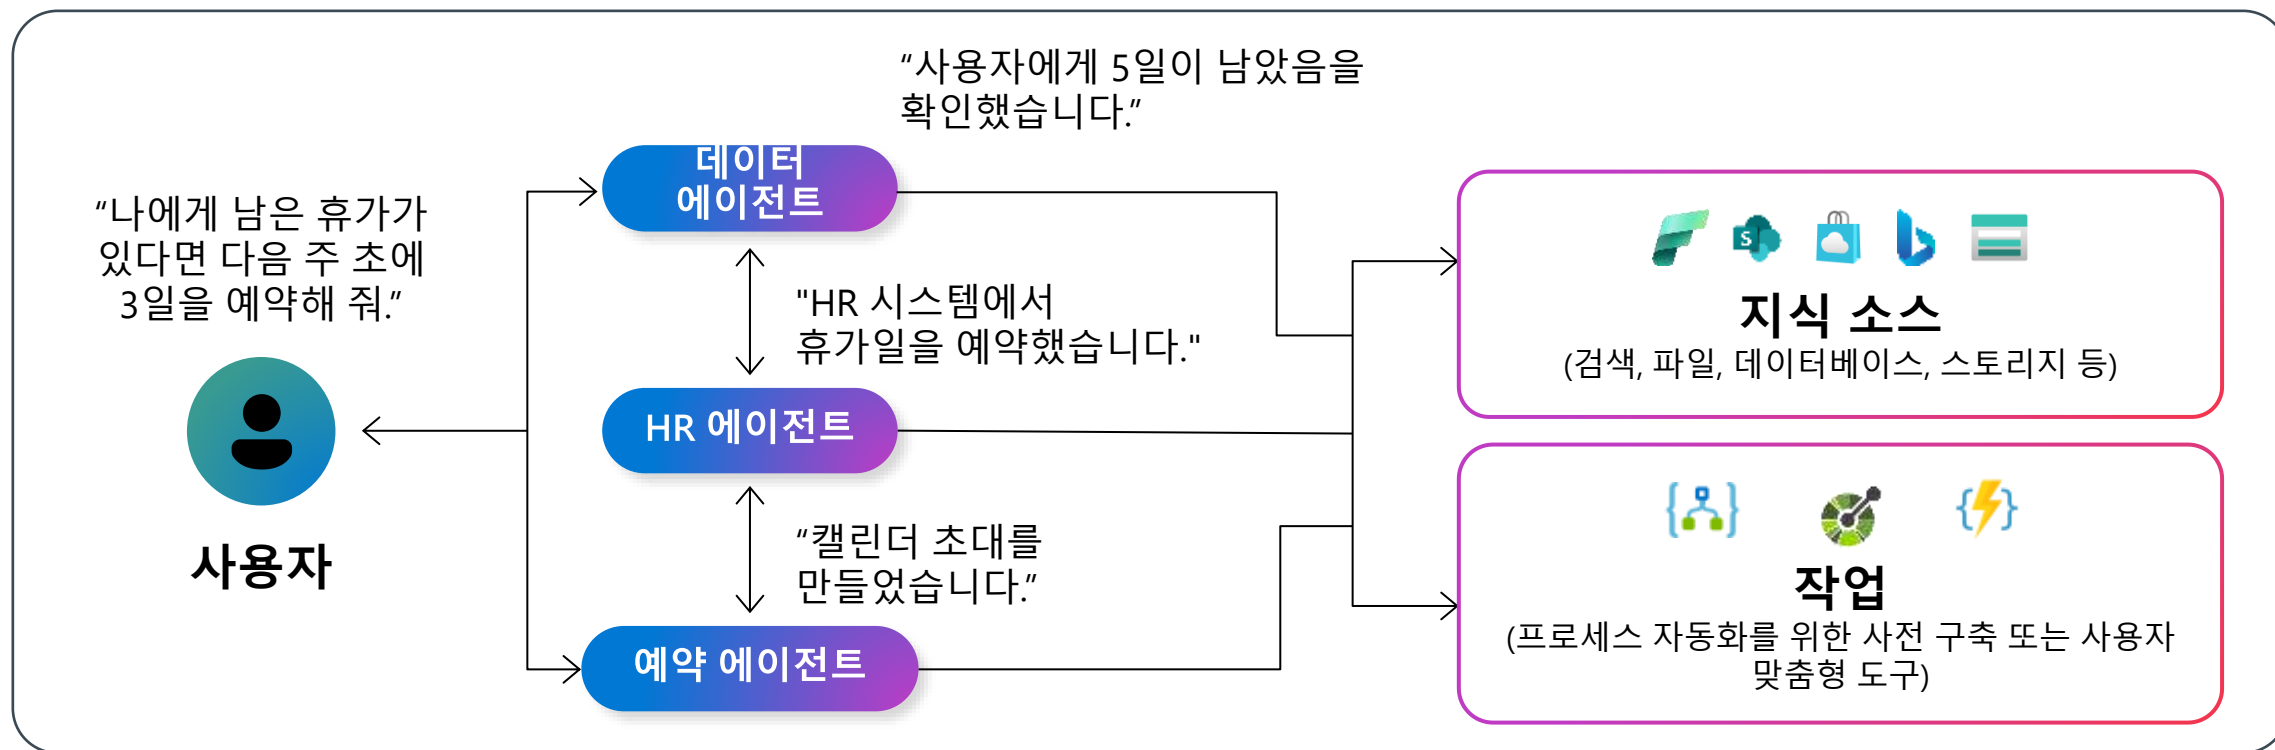 “사용자에게 5일이 남았음을
확인했습니다.”
데이터
에이전트
“나에게 남은 휴가가
있다면 다음 주 초에
3일을 예약해 줘.”
"HR 시스템에서
휴가일을 예약했습니다."
HR 에이전트
“캘린더 초대를
만들었습니다.”
예약 에이전트
사용자
S
지식 소스
(검색, 파일, 데이터베이스, 스토리지 등)
작업
(프로세스 자동화를 위한 사전 구축 또는 사용자
맞춤형 도구)